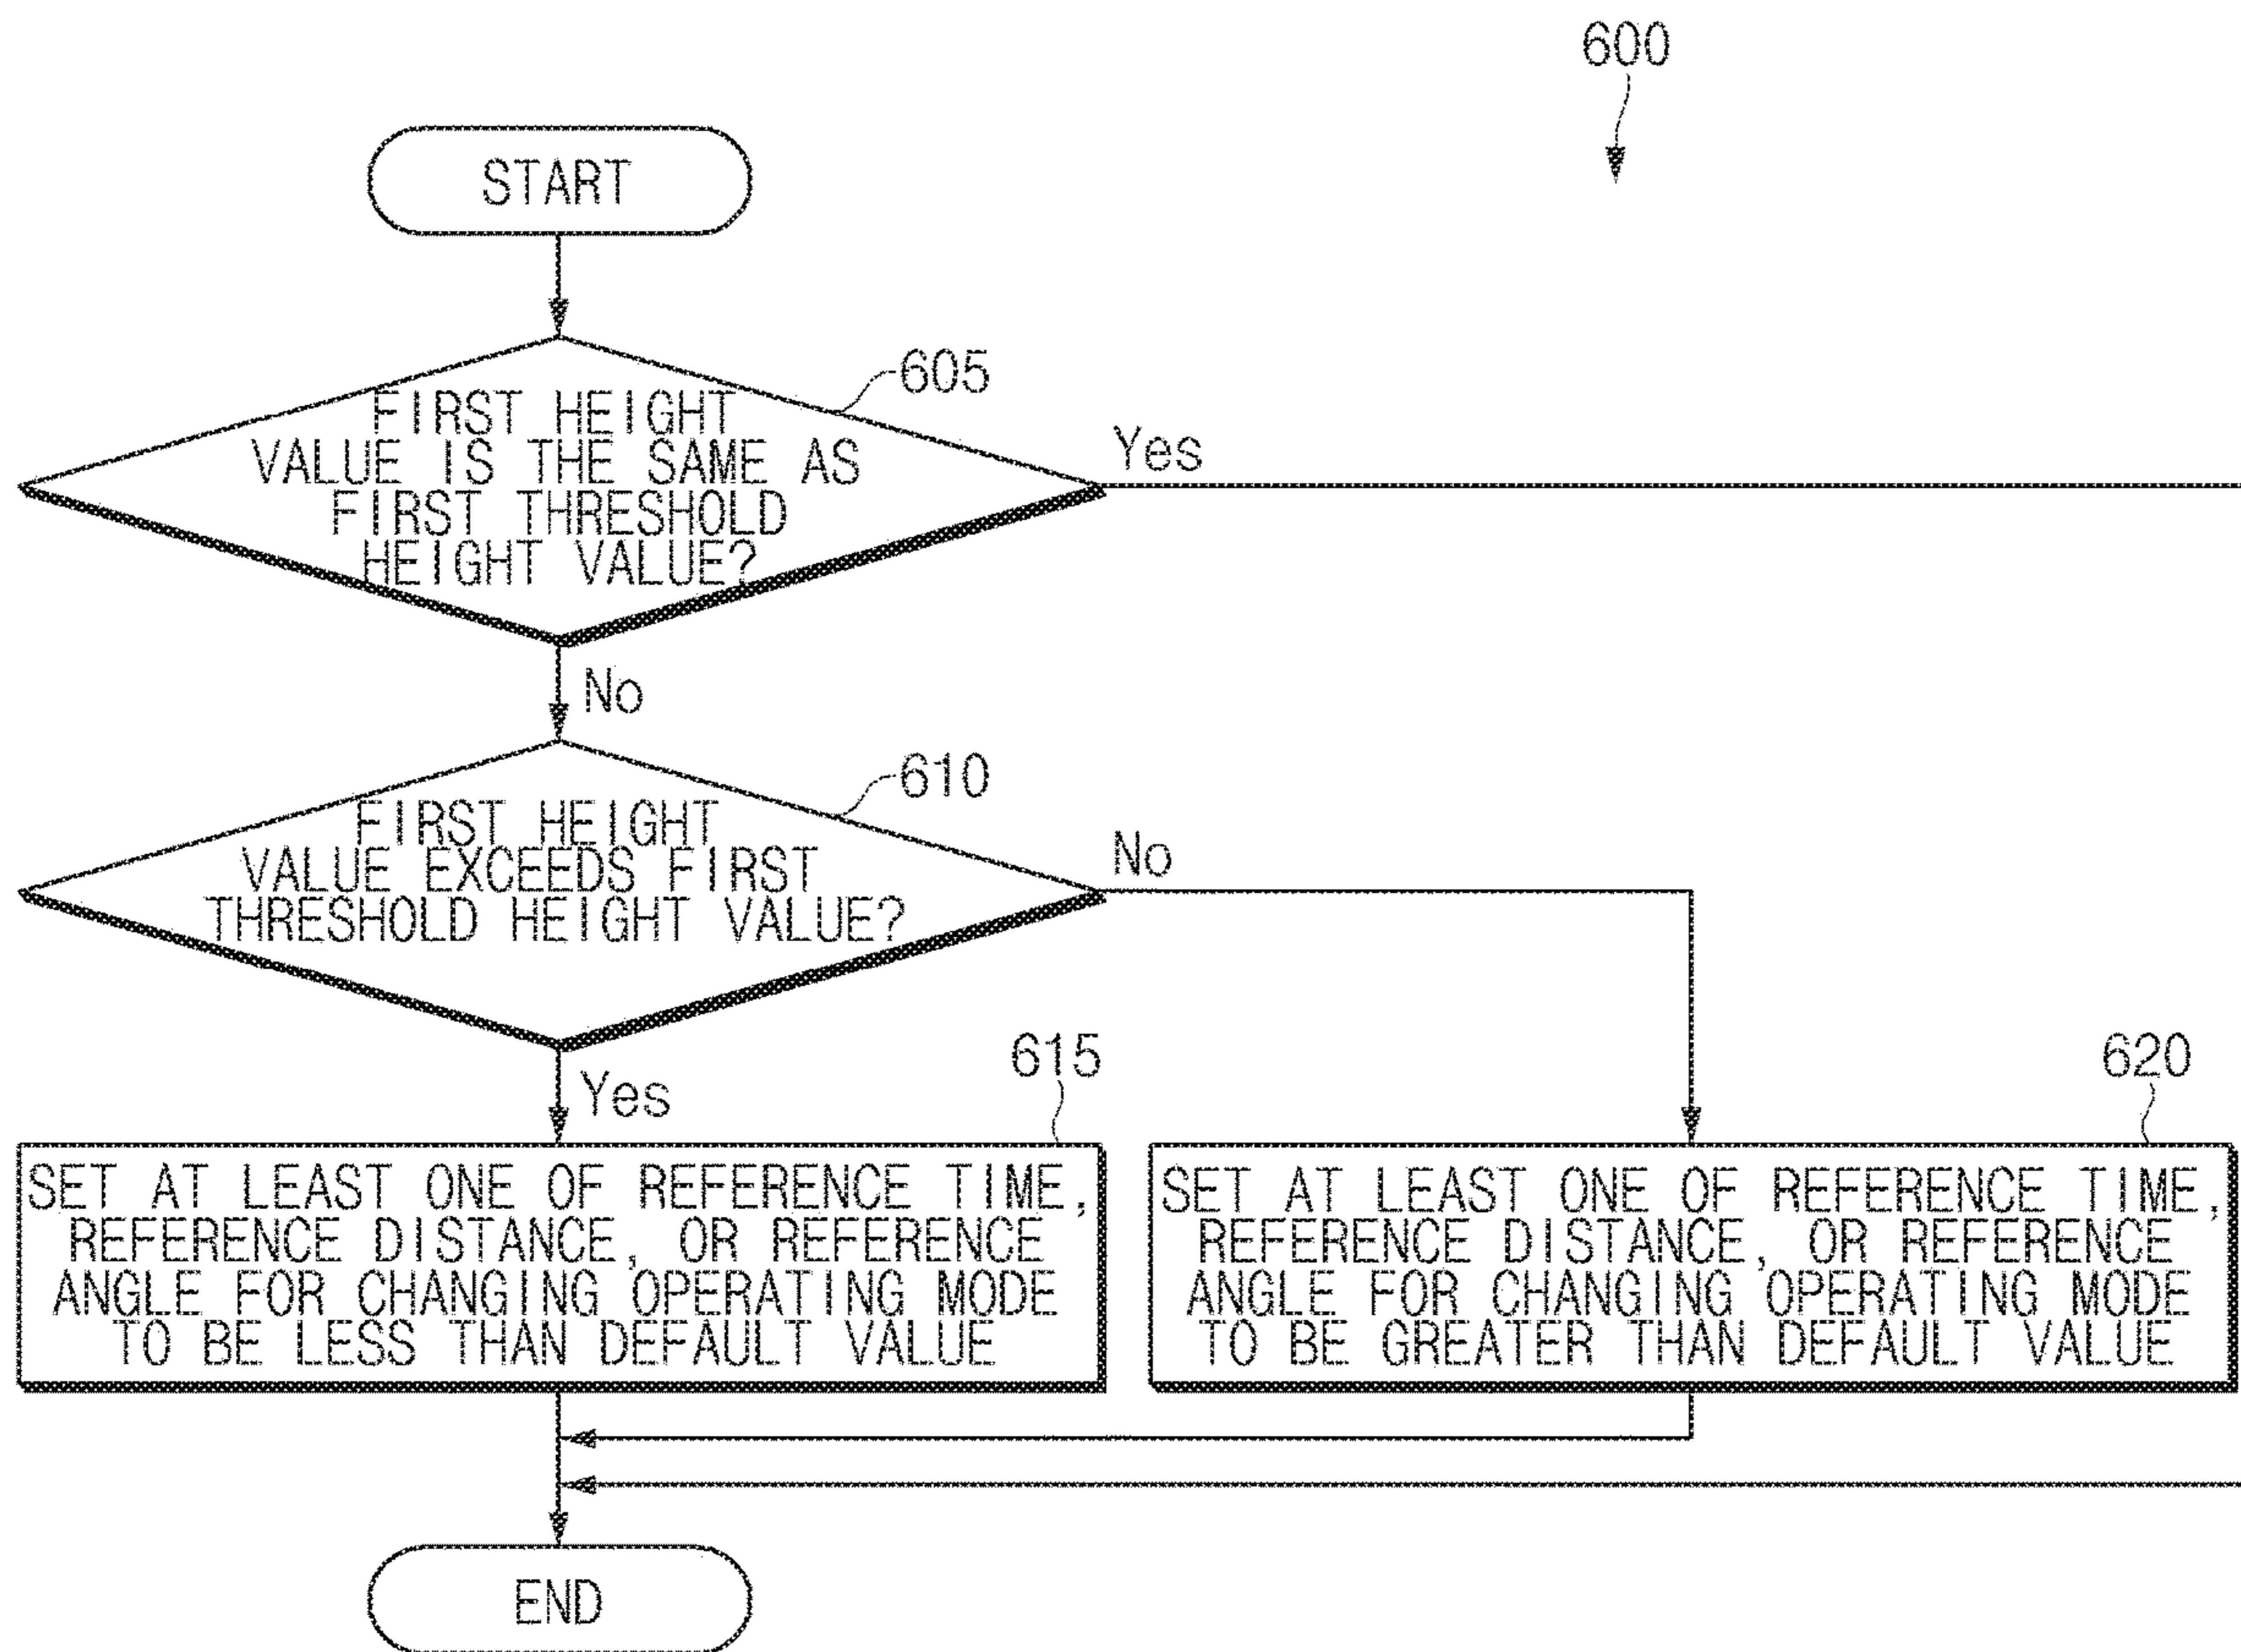 600
START
605
FIRST HEIGHT
VALUE IS THE SAME AS
FIRST THRESHOLD
HEIGHT VALUE?
Yes
No
610
FIRST HEIGHT
VALUE EXCEEDS FIRST
THRESHOLD HEIGHT VALUE?
No
Yes
615
SET AT LEAST ONE OF REFERENCE TIME,
REFERENCE DISTANCE, OR REFERENCE
ANGLE FOR CHANGING OPERATING MODE
TO BE LESS THAN DEFAULT VALUE
620
SET AT LEAST ONE OF REFERENCE TIME,
REFERENCE DISTANCE, OR REFERENCE
ANGLE FOR CHANGING OPERATING MODE
TO BE GREATER THAN DEFAULT VALUE
END